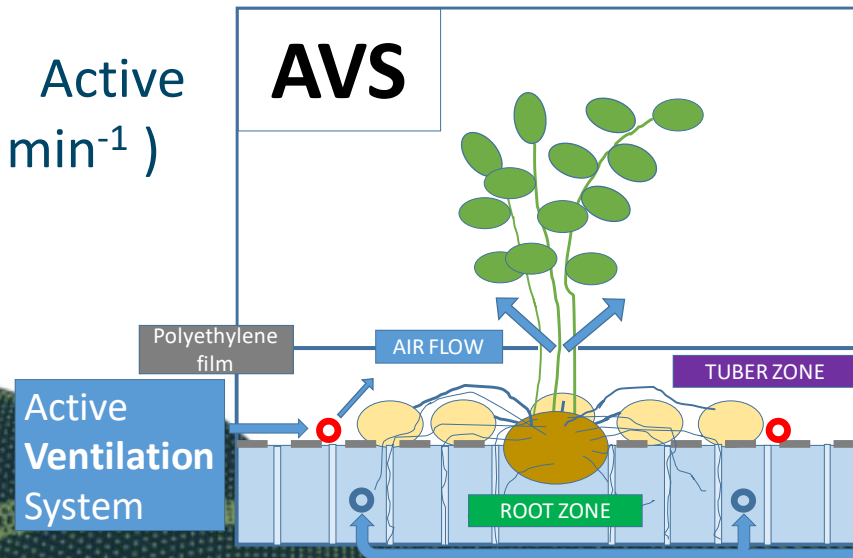 Active
min⁻¹ )
AVS
Polyethylene
film
AIR FLOW
TUBER ZONE
Active
Ventilation
System
ROOT ZONE